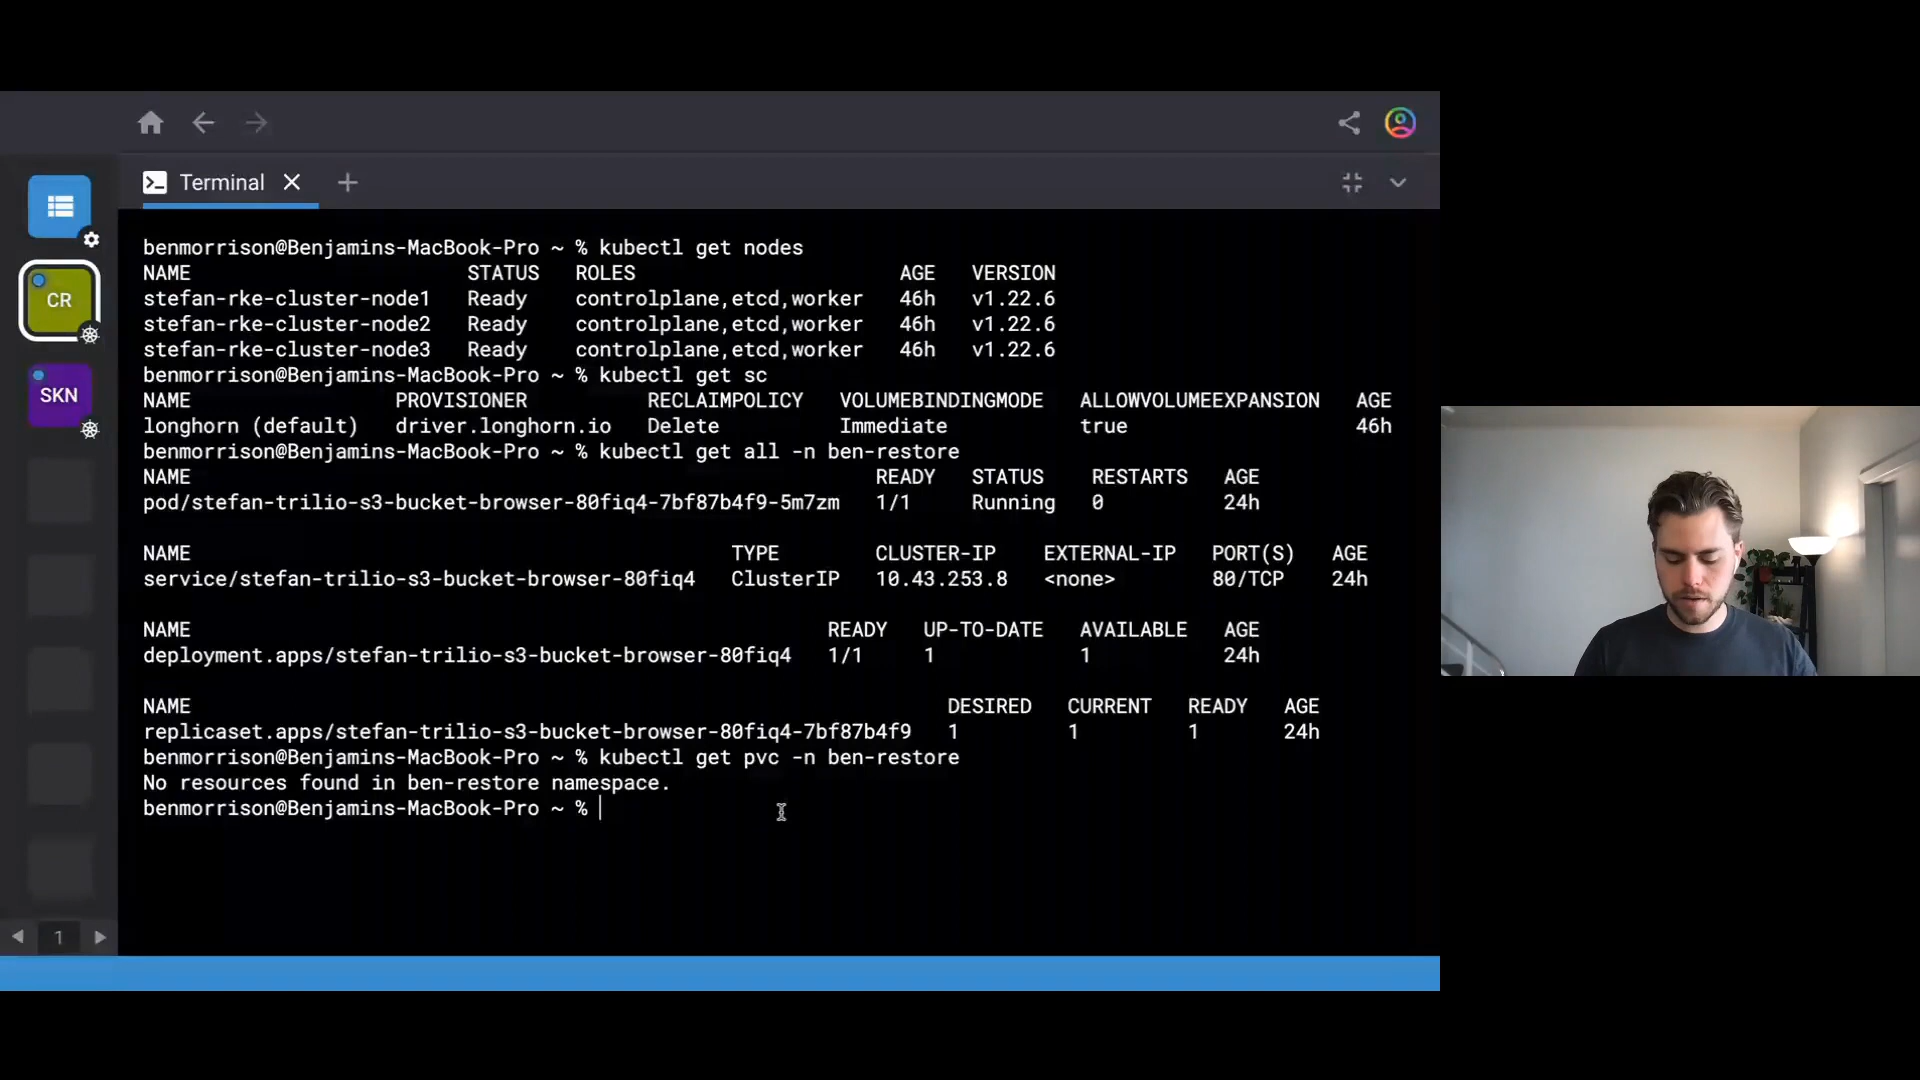 Terminal
benmorrison@Benjamins-MacBook-Pro ~ % kubectl get nodes
NAME STATUS ROLES AGE VERSION
stefan-rke-cluster-node1 Ready controlplane,etcd,worker 46h v1.22.6
stefan-rke-cluster-node2 Ready controlplane,etcd,worker 46h v1.22.6
stefan-rke-cluster-node3 Ready controlplane,etcd,worker 46h v1.22.6
benmorrison@Benjamins-MacBook-Pro ~ % kubectl get sc
NAME PROVISIONER RECLAIMPOLICY VOLUMEBINDINGMODE ALLOWVOLUMEEXPANSION AGE
longhorn (default) driver.longhorn.io Delete Immediate true 46h
benmorrison@Benjamins-MacBook-Pro ~ % kubectl get all -n ben-restore
NAME READY STATUS RESTARTS AGE
pod/stefan-trilio-s3-bucket-browser-80fiq4-7bf87b4f9-5m7zm 1/1 Running 0 24h
NAME TYPE CLUSTER-IP EXTERNAL-IP PORT(S) AGE
service/stefan-trilio-s3-bucket-browser-80fiq4 ClusterIP 10.43.253.8 <none> 80/TCP 24h
NAME READY UP-TO-DATE AVAILABLE AGE
deployment.apps/stefan-trilio-s3-bucket-browser-80fiq4 1/1 1 1 24h
NAME DESIRED CURRENT READY AGE
replicaset.apps/stefan-trilio-s3-bucket-browser-80fiq4-7bf87b4f9 1 1 1 24h
benmorrison@Benjamins-MacBook-Pro ~ % kubectl get pvc -n ben-restore
No resources found in ben-restore namespace.
benmorrison@Benjamins-MacBook-Pro ~ %
CR
SKN
1